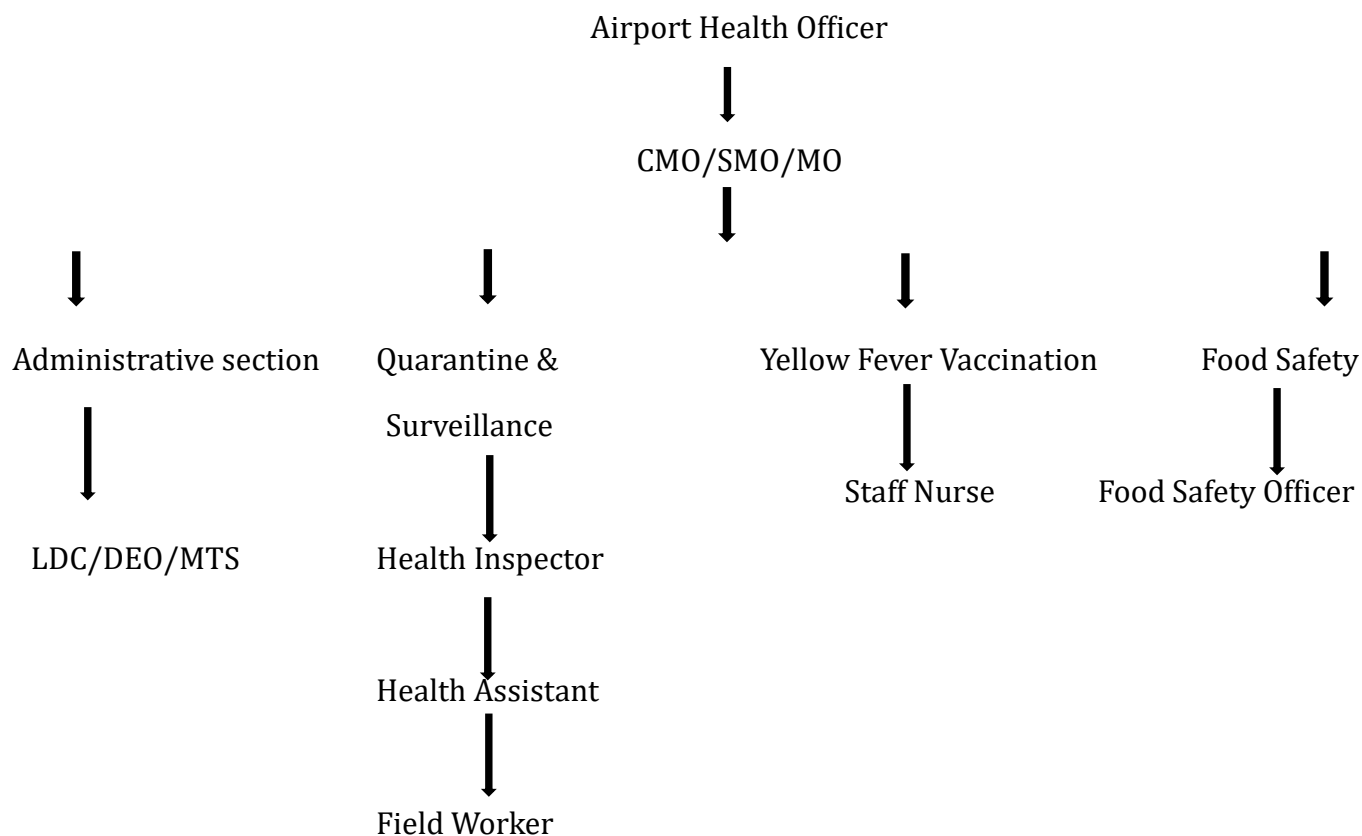 Airport Health Officer
CMO/SMO/MO
Administrative section
Quarantine &
Surveillance
Yellow Fever Vaccination
Food Safety
LDC/DEO/MTS
Health Inspector
Health Assistant
Field Worker
Staff Nurse
Food Safety Officer